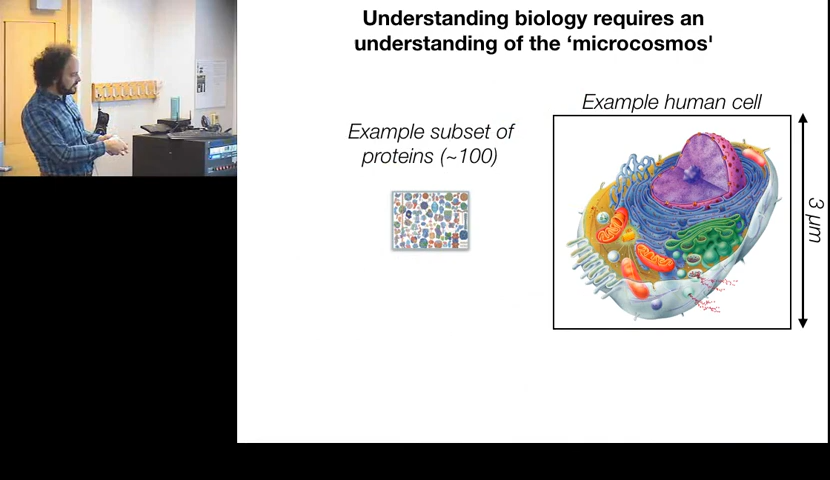 Understanding biology requires an
understanding of the ‘microcosmos'
Example human cell
Example subset of
proteins (~100)
3 μm